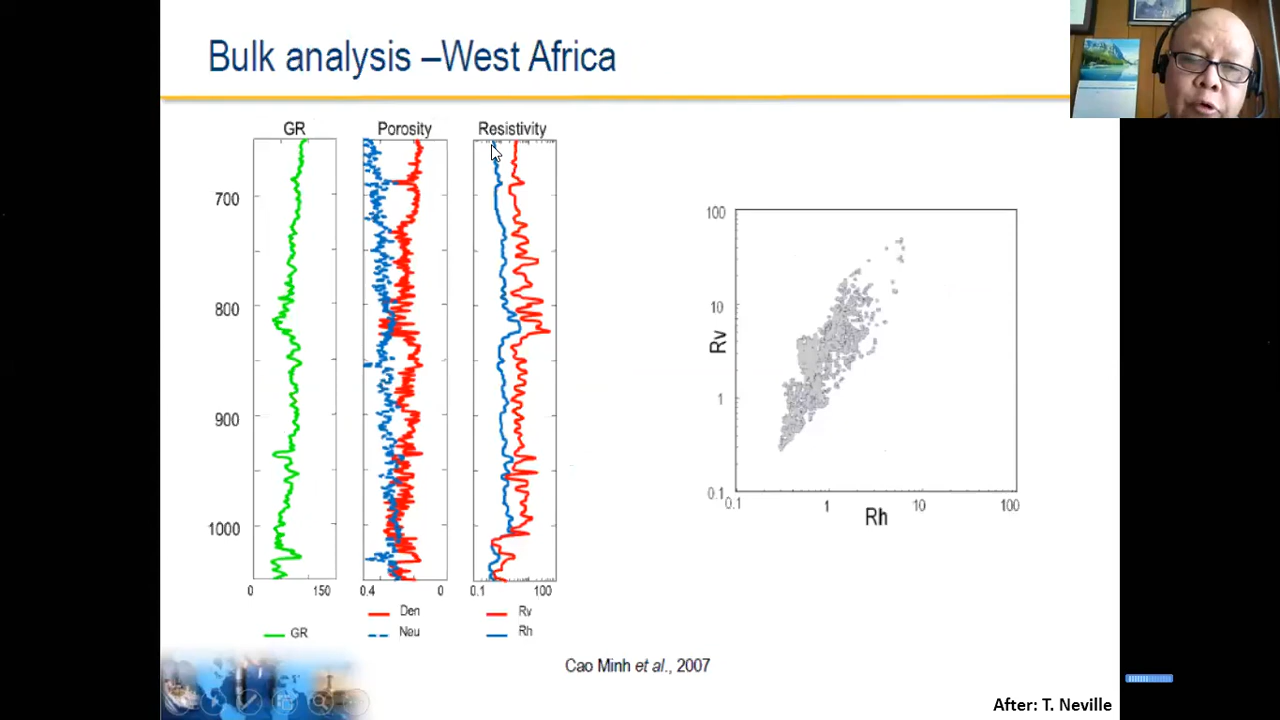 Bulk analysis –West Africa
GR
Porosity
Resistivity
700
800
900
1000
0
150
0.4
0
0.1
100
GR
Den
Neu
Rv
Rh
100
10
1
0.1
Rv
0.1
1
10
100
Rh
Cao Minh et al., 2007
After: T. Neville